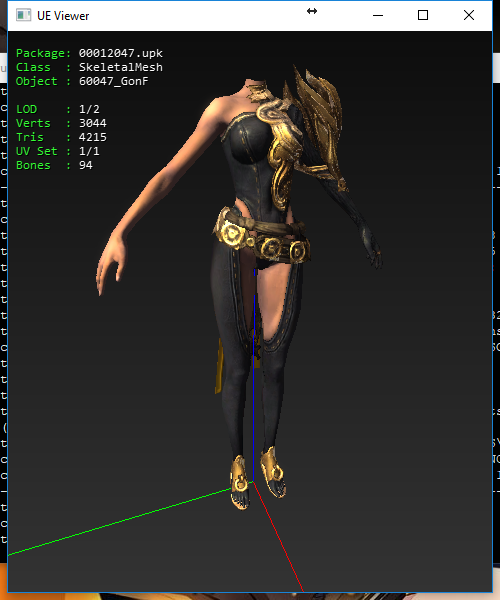 UE Viewer
Package: 00012047.upk
Class : SkeletalMesh
Object : 60047_GonF
LOD : 1/2
Verts : 3044
Tris : 4215
UV Set : 1/1
Bones : 94